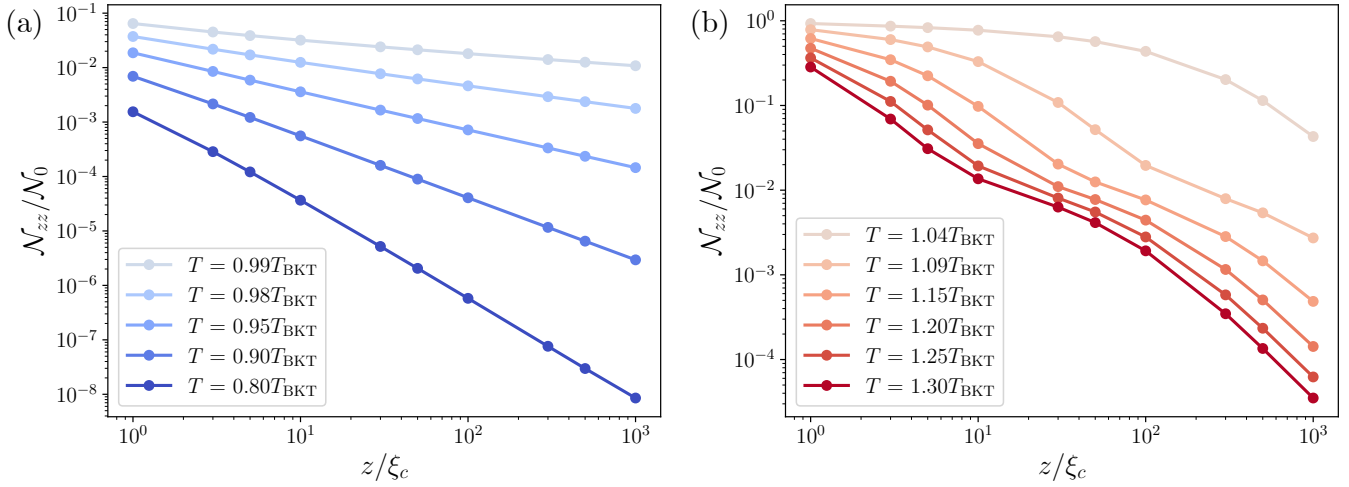 (a)
𝒩_zz/𝒩_0
10^−1
10^−2
10^−3
10^−4
10^−5
10^−6
10^−7
10^−8
T = 0.99T_BKT
T = 0.98T_BKT
T = 0.95T_BKT
T = 0.90T_BKT
T = 0.80T_BKT
10^0 10^1 10^2 10^3
z/ξ_c
(b)
𝒩_zz/𝒩_0
10^0
10^−1
10^−2
10^−3
10^−4
T = 1.04T_BKT
T = 1.09T_BKT
T = 1.15T_BKT
T = 1.20T_BKT
T = 1.25T_BKT
T = 1.30T_BKT
10^0 10^1 10^2 10^3
z/ξ_c